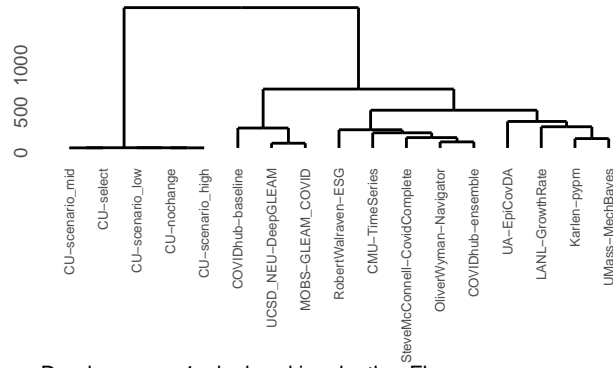 1000
500
0
CU−scenario_mid
CU−select
CU−scenario_low
CU−nochange
CU−scenario_high
COVIDhub−baseline
UCSD_NEU−DeepGLEAM
MOBS−GLEAM_COVID
RobertWalraven−ESG
CMU−TimeSeries
SteveMcConnell−CovidComplete
OliverWyman−Navigator
COVIDhub−ensemble
UA−EpiCovDA
LANL−GrowthRate
Karlen−pypm
UMass−MechBayes